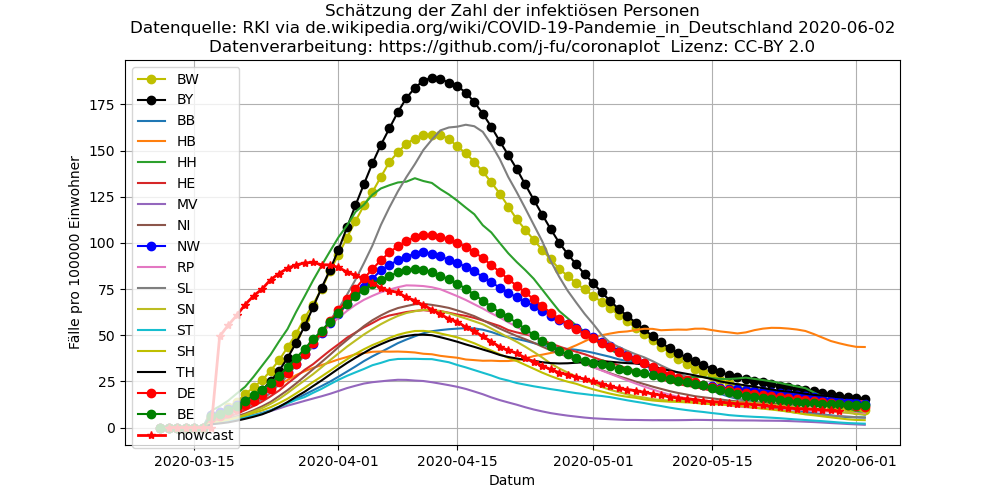 Schätzung der Zahl der infektiösen Personen
Datenquelle: RKI via de.wikipedia.org/wiki/COVID-19-Pandemie_in_Deutschland 2020-06-02
Datenverarbeitung: https://github.com/j-fu/coronaplot Lizenz: CC-BY 2.0
BW
BY
BB
HB
HH
HE
MV
NI
NW
RP
SL
SN
ST
SH
TH
DE
BE
nowcast
175
150
125
100
75
50
25
0
Fälle pro 100000 Einwohner
2020-03-15
2020-04-01
2020-04-15
2020-05-01
2020-05-15
2020-06-01
Datum